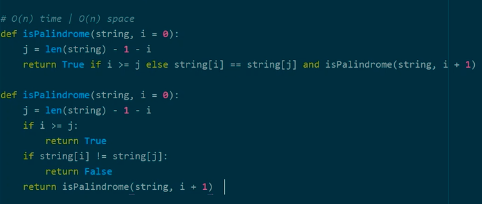 # O(n) time | O(n) space
def isPalindrome(string, i = 0):
    j = len(string) - 1 - i
    return True if i >= j else string[i] == string[j] and isPalindrome(string, i + 1)

def isPalindrome(string, i = 0):
    j = len(string) - 1 - i
    if i >= j:
        return True
    if string[i] != string[j]:
        return False
    return isPalindrome(string, i + 1)